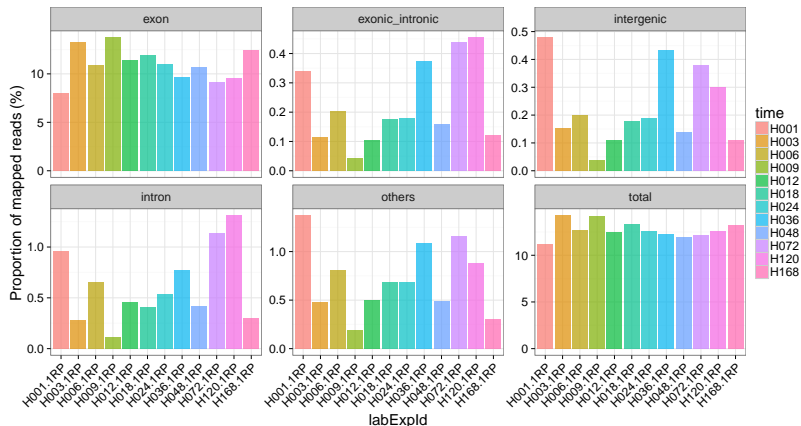 exon
exonic_intronic
intergenic
0
5
10
0.0
0.1
0.2
0.3
0.4
0.0
0.1
0.2
0.3
0.4
0.5
Proportion of mapped reads (%)
intron
others
total
0.0
0.5
1.0
0.0
0.5
1.0
0
5
10
H001.1RP
H003.1RP
H006.1RP
H009.1RP
H012.1RP
H018.1RP
H024.1RP
H036.1RP
H048.1RP
H072.1RP
H120.1RP
H168.1RP
H001.1RP
H003.1RP
H006.1RP
H009.1RP
H012.1RP
H018.1RP
H024.1RP
H036.1RP
H048.1RP
H072.1RP
H120.1RP
H168.1RP
H001.1RP
H003.1RP
H006.1RP
H009.1RP
H012.1RP
H018.1RP
H024.1RP
H036.1RP
H048.1RP
H072.1RP
H120.1RP
H168.1RP
labExpId
time
H001
H003
H006
H009
H012
H018
H024
H036
H048
H072
H120
H168